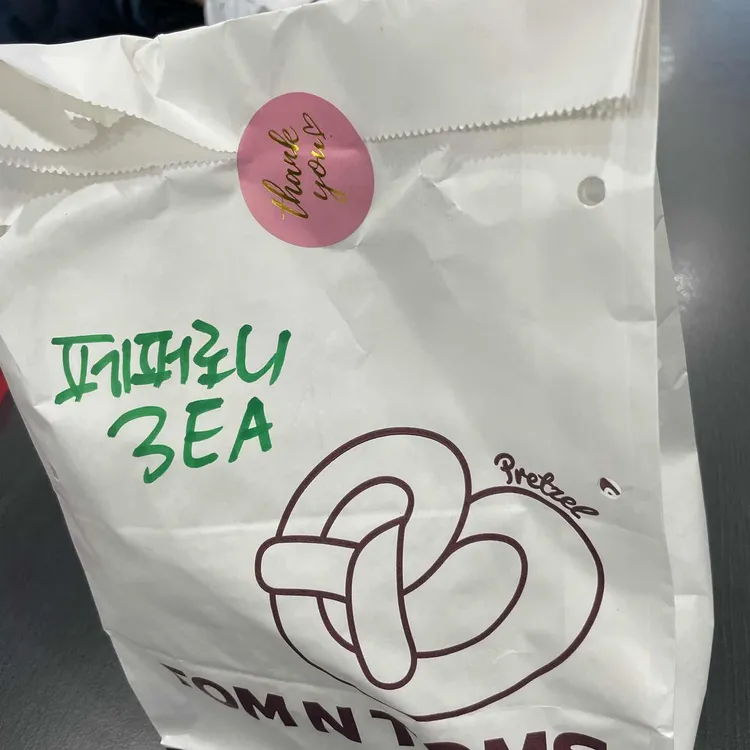 thank
you
페퍼로니
3EA
Pretzel
TOM N TOMS